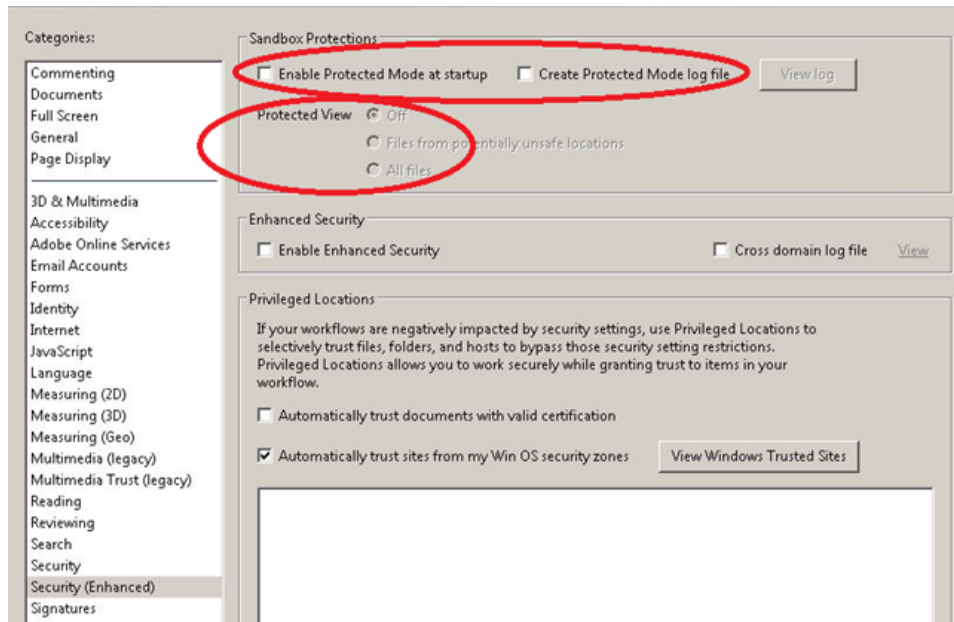 Categories:
Commenting
Documents
Full Screen
General
Page Display
3D & Multimedia
Accessibility
Adobe Online Services
Email Accounts
Forms
Identity
Internet
JavaScript
Language
Measuring (2D)
Measuring (3D)
Measuring (Geo)
Multimedia (legacy)
Multimedia Trust (legacy)
Reading
Reviewing
Search
Security
Security (Enhanced)
Signatures
Sandbox Protections
Enable Protected Mode at startup Create Protected Mode log file View log
Protected View Off
Files from potentially unsafe locations
All files
Enhanced Security
Enable Enhanced Security Cross domain log file View
Privileged Locations
If your workflows are negatively impacted by security settings, use Privileged Locations to
selectively trust files, folders, and hosts to bypass those security setting restrictions.
Privileged Locations allows you to work securely while granting trust to items in your
workflow.
Automatically trust documents with valid certification
Automatically trust sites from my Win OS security zones View Windows Trusted Sites